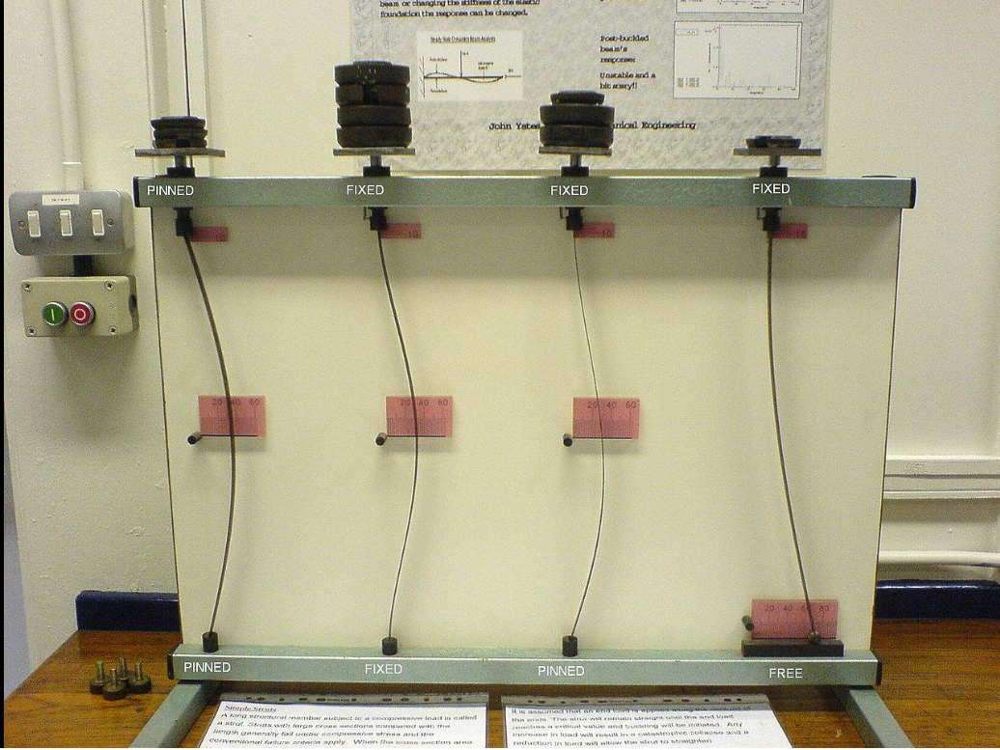 beam or changing the stiffness of the elastic
foundation the response can be changed.
Post-buckled
beam's
response:
Unstable and a
bit scary!!
John Yates
Engineering
PINNED
FIXED
FIXED
FIXED
10
10
10
20 40 60
20 40 60
20 40 60
20 40 60 80
PINNED
FIXED
PINNED
FREE
Simple Struts
A long structural member subject to a compressive load is called
a strut. Struts with large cross sections compared with the
length generally fail under compressive stress and the
conventional failure criteria apply. When the cross section area
It is assumed that an end load is applied along the
the ends. The strut will remain straight until the end load
reaches a critical value and buckling will be initiated. Any
increase in load will result in a catastrophic collapse and a
reduction in load will allow the strut to straighten.